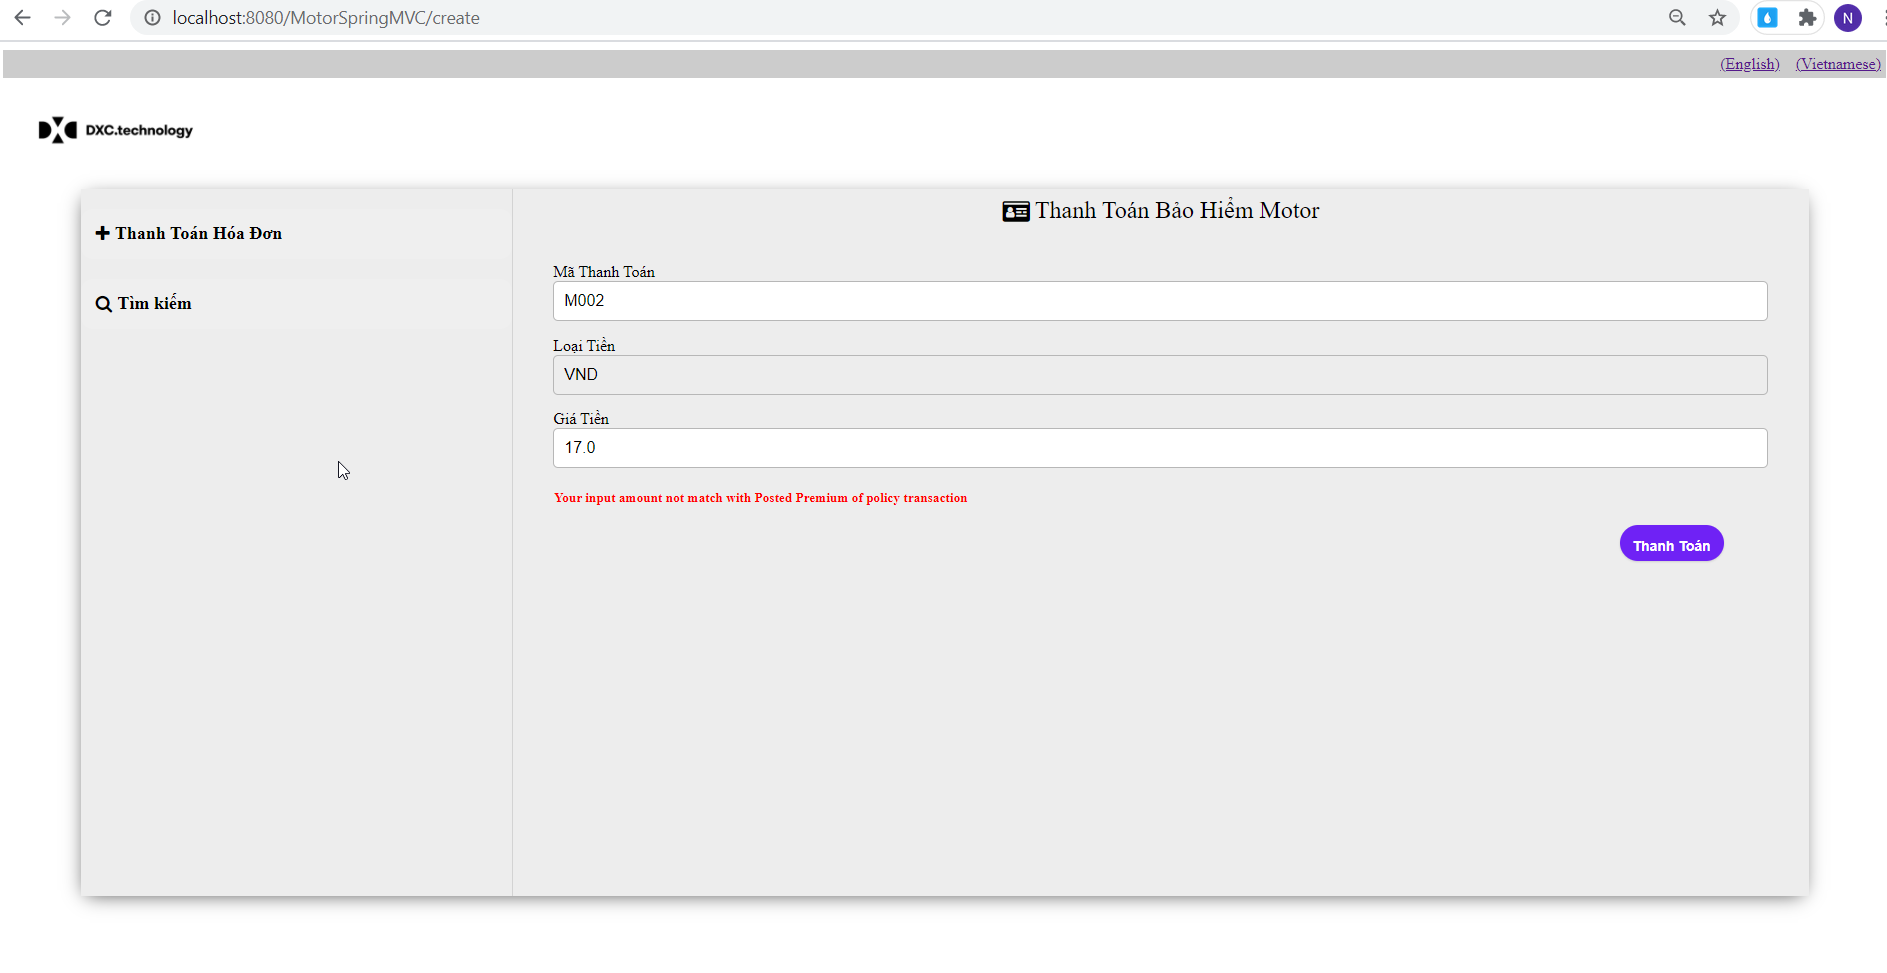 localhost:8080/MotorSpringMVC/create
N
(English) (Vietnamese)
DXC.technology
Thanh Toán Hóa Đơn
Tìm kiếm
Thanh Toán Bảo Hiểm Motor
Mã Thanh Toán
M002
Loại Tiền
VND
Giá Tiền
17.0
Your input amount not match with Posted Premium of policy transaction
Thanh Toán